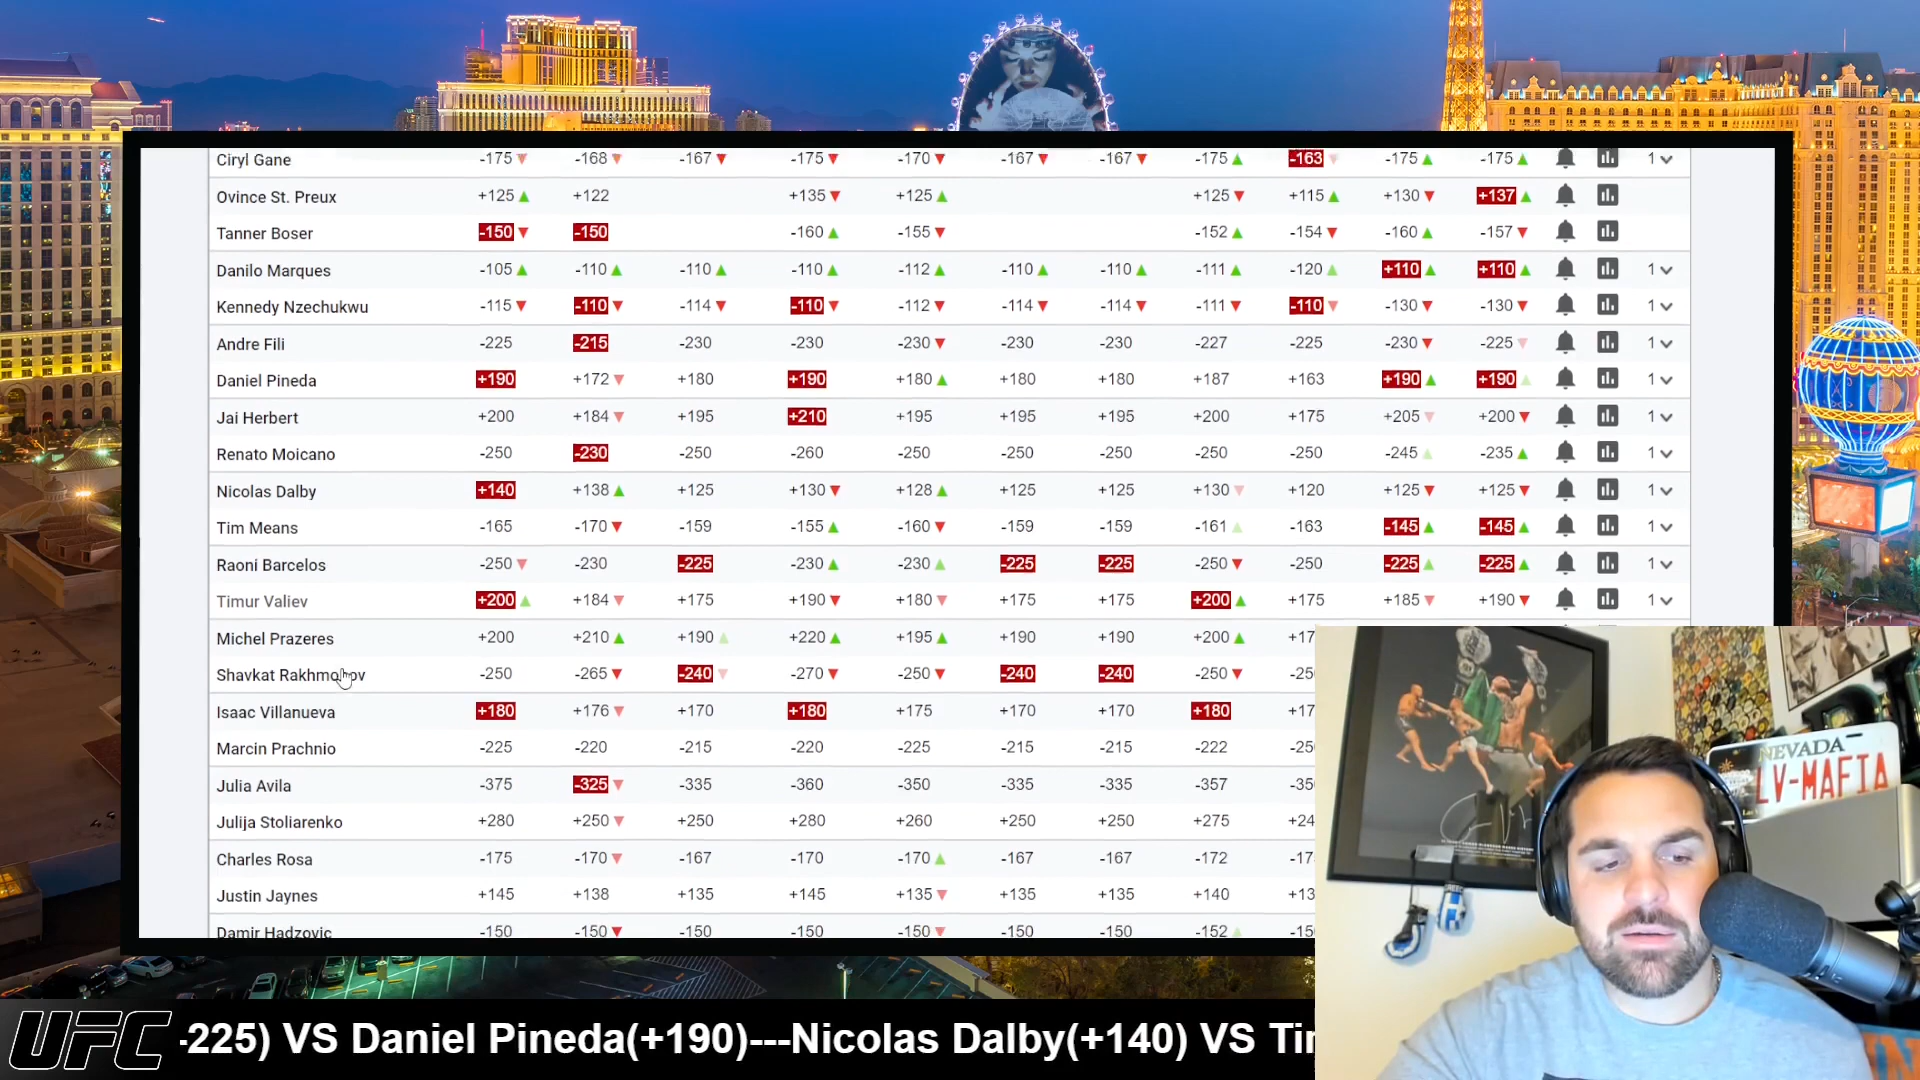 Ciryl Gane -175 -168 -167 -175 -170 -167 -167 -175 -163 -175 -175 1
Ovince St. Preux +125 +122 +135 +125 +125 +115 +130 +137
Tanner Boser -150 -150 -160 -155 -152 -154 -160 -157
Danilo Marques -105 -110 -110 -110 -112 -110 -110 -111 -120 +110 +110 1
Kennedy Nzechukwu -115 -110 -114 -110 -112 -114 -114 -111 -110 -130 -130 1
Andre Fili -225 -215 -230 -230 -230 -230 -230 -227 -225 -230 -225 1
Daniel Pineda +190 +172 +180 +190 +180 +180 +180 +187 +163 +190 +190 1
Jai Herbert +200 +184 +195 +210 +195 +195 +195 +200 +175 +205 +200 1
Renato Moicano -250 -230 -250 -260 -250 -250 -250 -250 -250 -245 -235 1
Nicolas Dalby +140 +138 +125 +130 +128 +125 +125 +130 +120 +125 +125 1
Tim Means -165 -170 -159 -155 -160 -159 -159 -161 -163 -145 -145 1
Raoni Barcelos -250 -230 -225 -230 -230 -225 -225 -250 -250 -225 -225 1
Timur Valiev +200 +184 +175 +190 +180 +175 +175 +200 +175 +185 +190 1
Michel Prazeres +200 +210 +190 +220 +195 +190 +190 +200 +17
Shavkat Rakhmonov -250 -265 -240 -270 -250 -240 -240 -250 -25
Isaac Villanueva +180 +176 +170 +180 +175 +170 +170 +180 +17
Marcin Prachnio -225 -220 -215 -220 -225 -215 -215 -222 -25
Julia Avila -375 -325 -335 -360 -350 -335 -335 -357 -35
Julija Stoliarenko +280 +250 +250 +280 +260 +250 +250 +275 +24
Charles Rosa -175 -170 -167 -170 -170 -167 -167 -172 -17
Justin Jaynes +145 +138 +135 +145 +135 +135 +135 +140 +13
Damir Hadzovic -150 -150 -150 -150 -150 -150 -150 -152 -15
NEVADA
LV-MAFIA
UFC -225) VS Daniel Pineda(+190)---Nicolas Dalby(+140) VS Ti